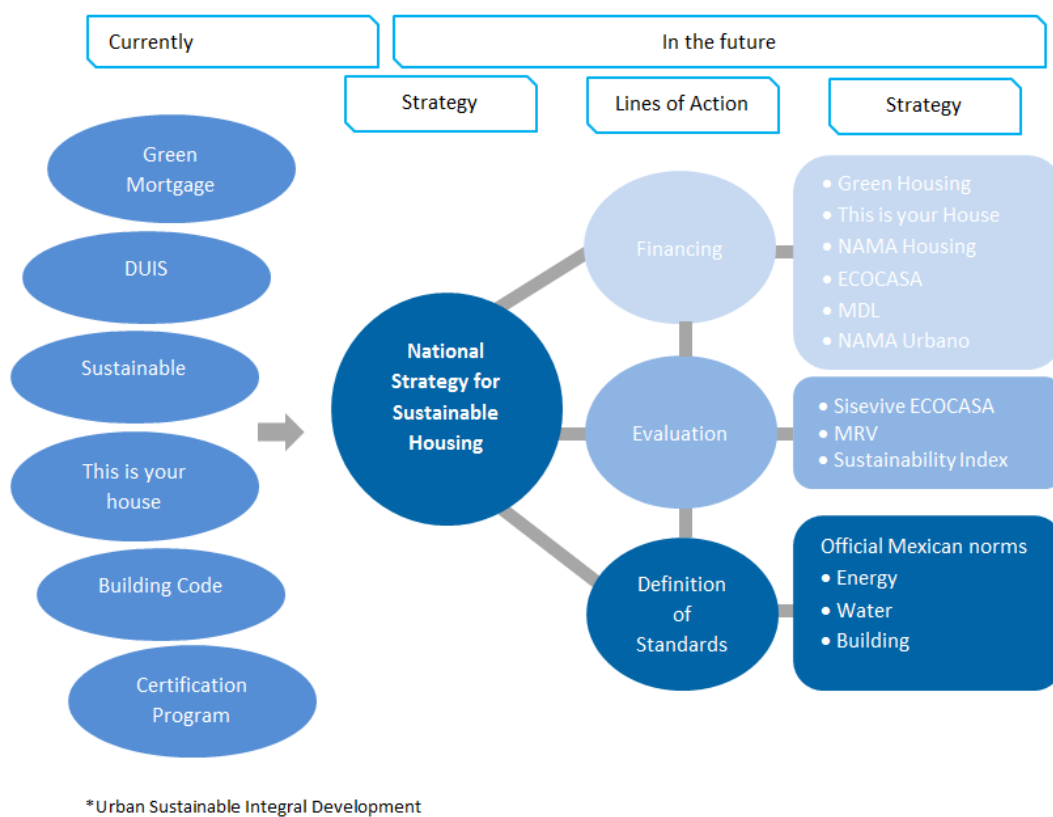 Currently
In the future
Strategy
Lines of Action
Strategy
Green
Mortgage
DUIS
Sustainable
This is your
house
Building Code
Certification
Program
National
Strategy for
Sustainable
Housing
Financing
Evaluation
Definition
of
Standards
• Green Housing
• This is your House
• NAMA Housing
• ECOCASA
• MDL
• NAMA Urbano
• Sisevive ECOCASA
• MRV
• Sustainability Index
Official Mexican norms
• Energy
• Water
• Building
*Urban Sustainable Integral Development